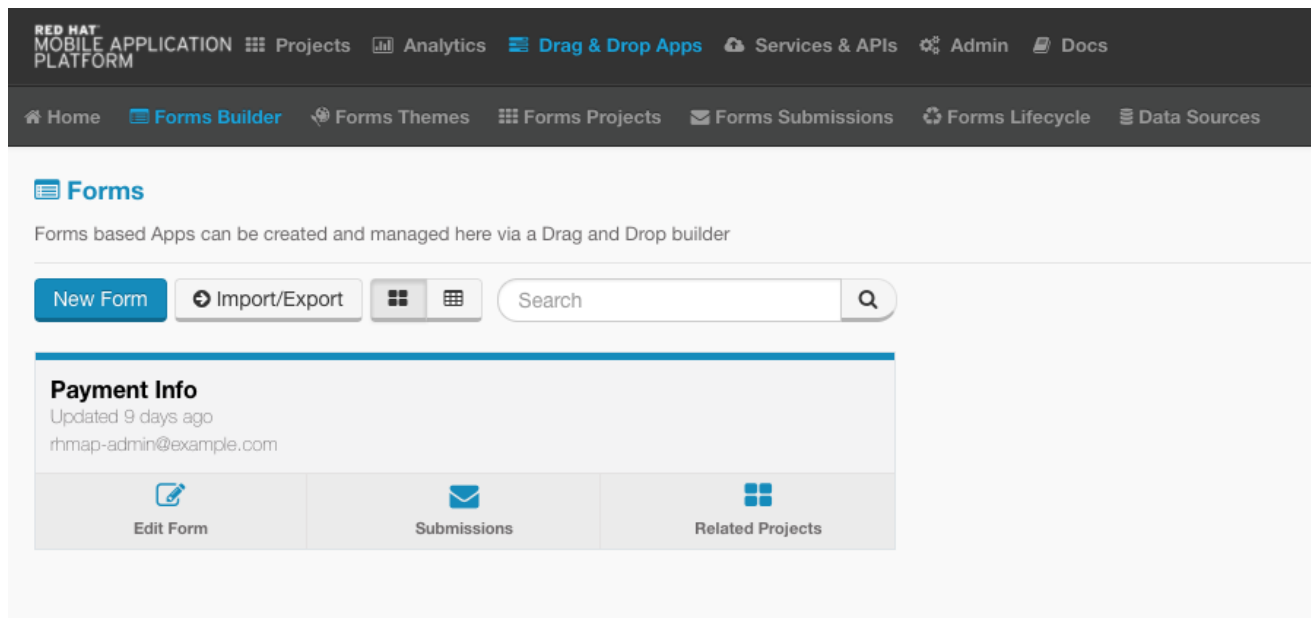 RED HAT
MOBILE APPLICATION
PLATFORM
Projects Analytics Drag & Drop Apps Services & APIs Admin Docs
Home Forms Builder Forms Themes Forms Projects Forms Submissions Forms Lifecycle Data Sources
Forms
Forms based Apps can be created and managed here via a Drag and Drop builder
New Form Import/Export Search
Payment Info
Updated 9 days ago
rhmap-admin@example.com
Edit Form Submissions Related Projects